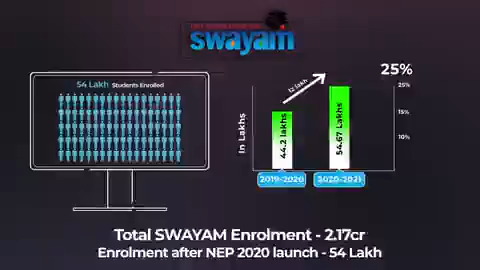 swayam
54 Lakh Students Enrolled
25%
12 lakh
25%
15%
10%
In Lakhs
44.2 lakhs
54.67 Lakhs
2019-2020
2020-2021
Total SWAYAM Enrolment - 2.17cr
Enrolment after NEP 2020 launch - 54 Lakh